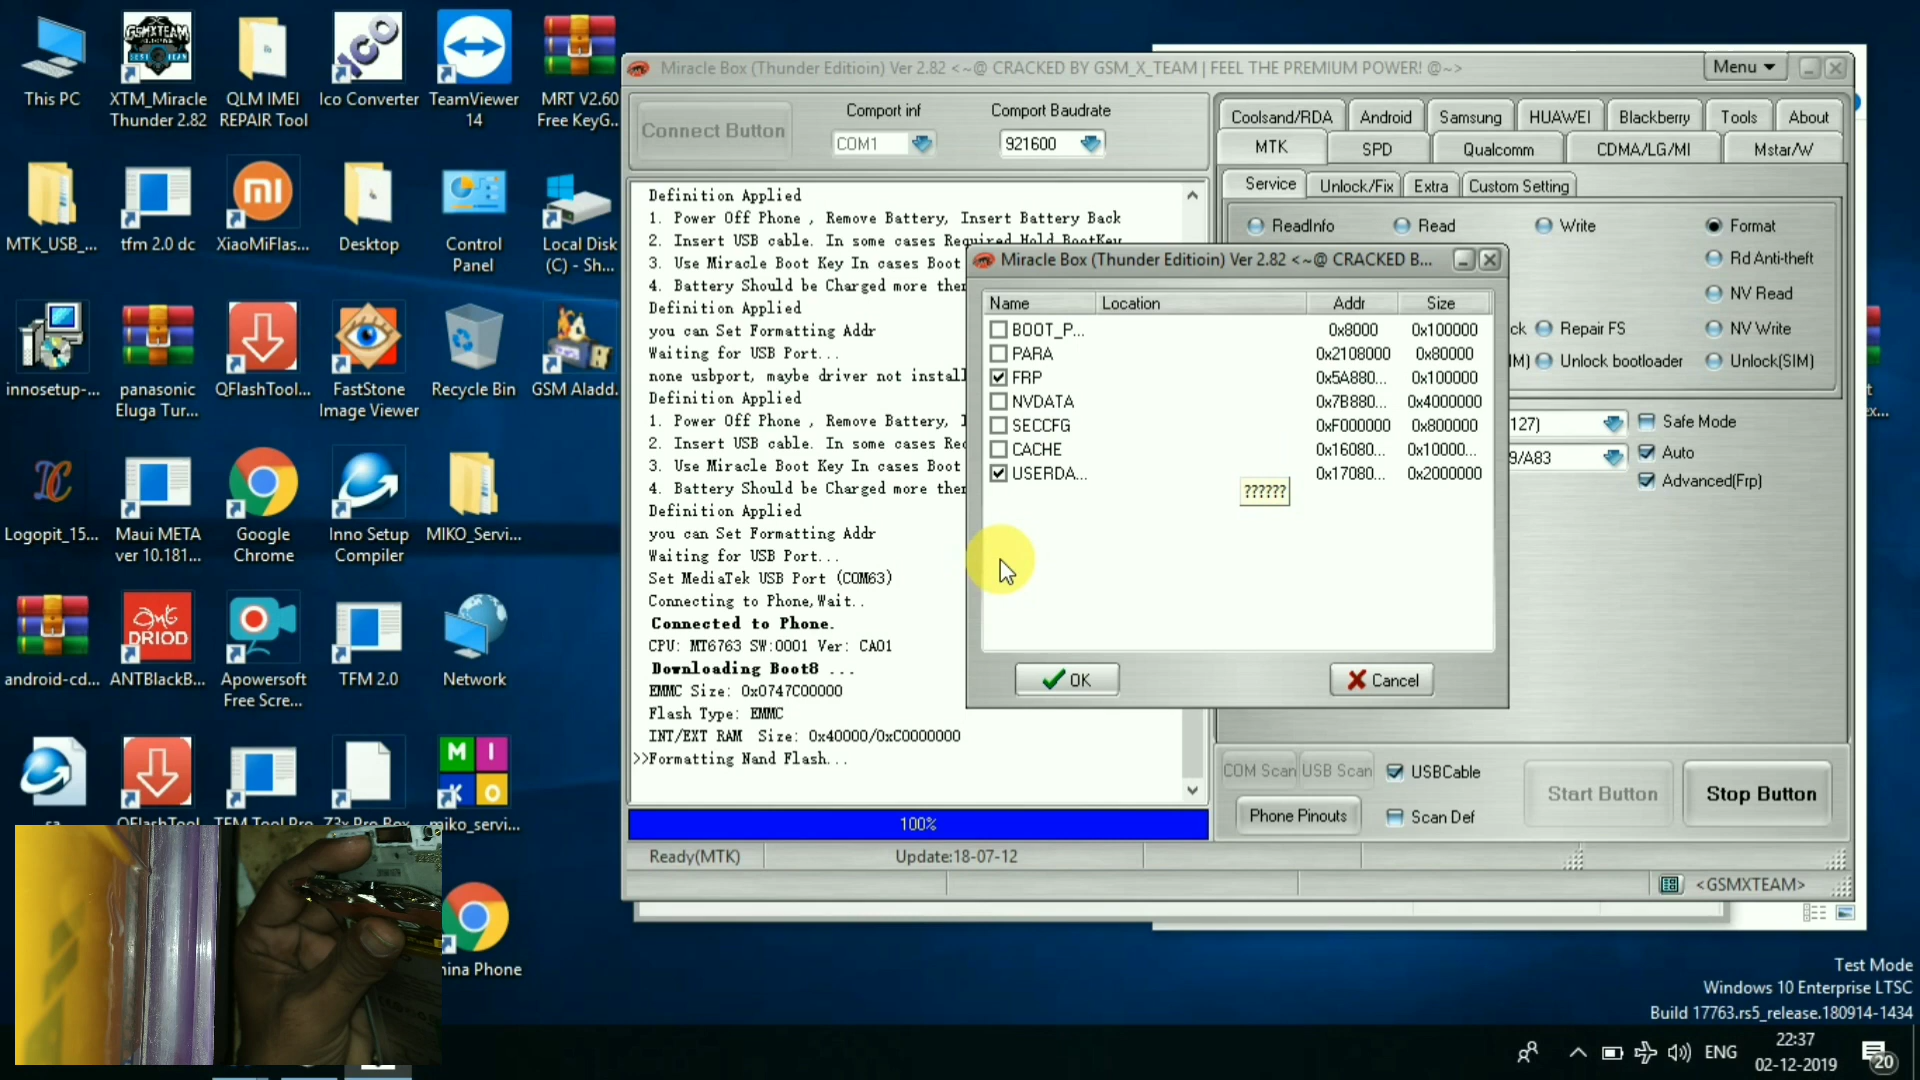 This PC
XTM_Miracle
Thunder 2.82
QLM IMEI
REPAIR Tool
Ico Converter
TeamViewer
14
MRT V2.60
Free KeyG...
MTK_USB_...
tfm 2.0 dc
XiaoMiFlas...
Desktop
Control
Panel
Local Disk
(C) - Sh...
innosetup-...
panasonic
Eluga Tur...
QFlashTool...
FastStone
Image Viewer
Recycle Bin
GSM Aladd...
Logopit_15...
Maui META
ver 10.181...
Google
Chrome
Inno Setup
Compiler
MIKO_Servi...
android-cd...
ANTBlackB...
Apowersoft
Free Scre...
TFM 2.0
Network
miko_servi...
hina Phone
Miracle Box (Thunder Editioin) Ver 2.82 <~@ CRACKED BY GSM_X_TEAM | FEEL THE PREMIUM POWER! @~>
Menu
Connect Button
Comport inf
COM1
Comport Baudrate
921600
Definition Applied
1. Power Off Phone , Remove Battery, Insert Battery Back
2. Insert USB cable. In some cases Required Hold BootKey
3. Use Miracle Boot Key In cases Boot
4. Battery Should be Charged more then
Definition Applied
you can Set Formatting Addr
Waiting for USB Port...
none usbport, maybe driver not install
Definition Applied
1. Power Off Phone , Remove Battery,
2. Insert USB cable. In some cases Req
3. Use Miracle Boot Key In cases Boot
4. Battery Should be Charged more then
Definition Applied
you can Set Formatting Addr
Waiting for USB Port...
Set MediaTek USB Port (COM63)
Connecting to Phone,Wait..
Connected to Phone.
CPU: MT6763 SW:0001 Ver: CA01
Downloading Boot8 ...
EMMC Size: 0x0747C00000
Flash Type: EMMC
INT/EXT RAM  Size: 0x40000/0xC0000000
>>Formatting Nand Flash...
100%
Ready(MTK)
Update:18-07-12
<GSMXTEAM>
Coolsand/RDA Android Samsung HUAWEI Blackberry Tools About
MTK SPD Qualcomm CDMA/LG/MI Mstar/W
Service Unlock/Fix Extra Custom Setting
ReadInfo Read Write Format
Rd Anti-theft
NV Read
ck Repair FS NV Write
IM) Unlock bootloader Unlock(SIM)
127) Safe Mode
9/A83 Auto
Advanced(Frp)
Miracle Box (Thunder Editioin) Ver 2.82 <~@ CRACKED B...
Name Location Addr Size
BOOT_P... 0x8000 0x100000
PARA 0x2108000 0x80000
FRP 0x5A880... 0x100000
NVDATA 0x7B880... 0x4000000
SECCFG 0xF000000 0x800000
CACHE 0x16080... 0x10000...
USERDA... 0x17080... 0x2000000
??????
OK
Cancel
COM Scan USB Scan USBCable
Phone Pinouts Scan Def
Start Button
Stop Button
Test Mode
Windows 10 Enterprise LTSC
Build 17763.rs5_release.180914-1434
ENG
22:37
02-12-2019
20